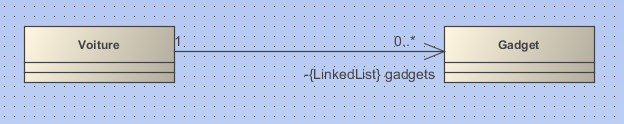 Voiture
1
0,.*
Gadget
~{LinkedList} gadgets